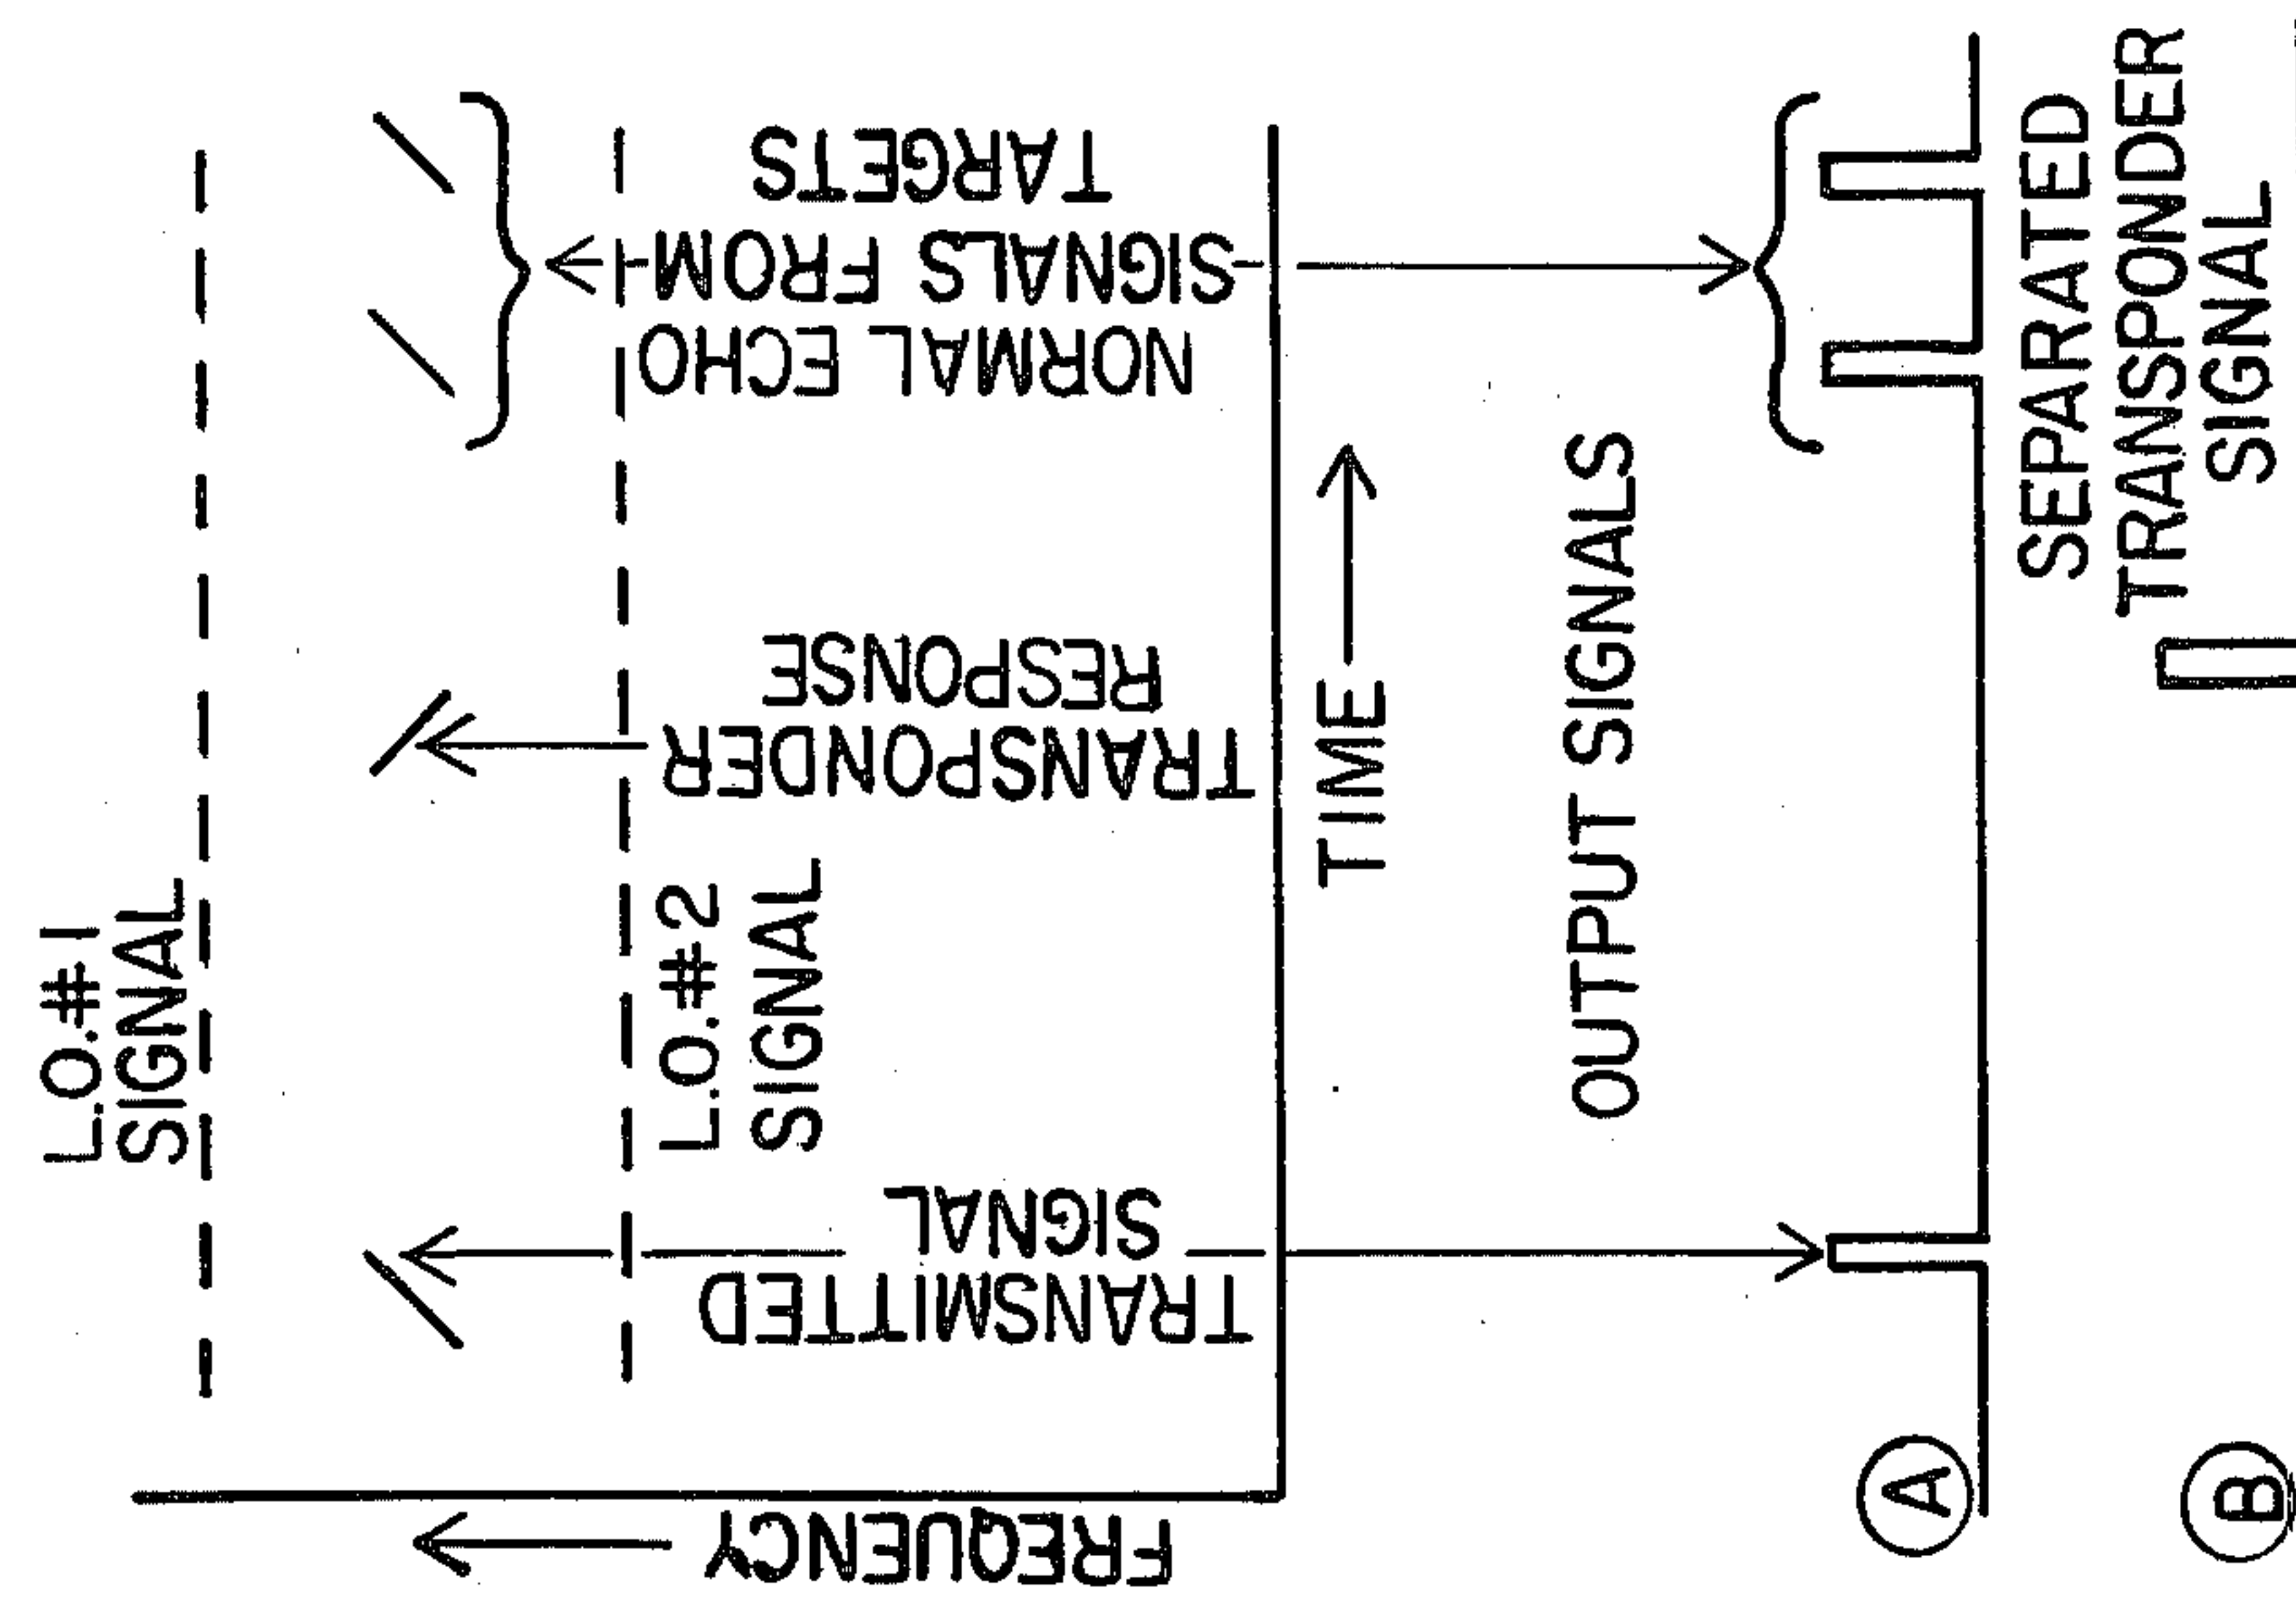 L.O.#1
SIGNAL
L.O.#2
SIGNAL
FREQUENCY
TRANSMITTED
SIGNAL
TRANSPONDER
RESPONSE
NORMAL ECHO
SIGNALS FROM
TARGETS
TIME
OUTPUT SIGNALS
A
SEPARATED
TRANSPONDER
SIGNAL
B